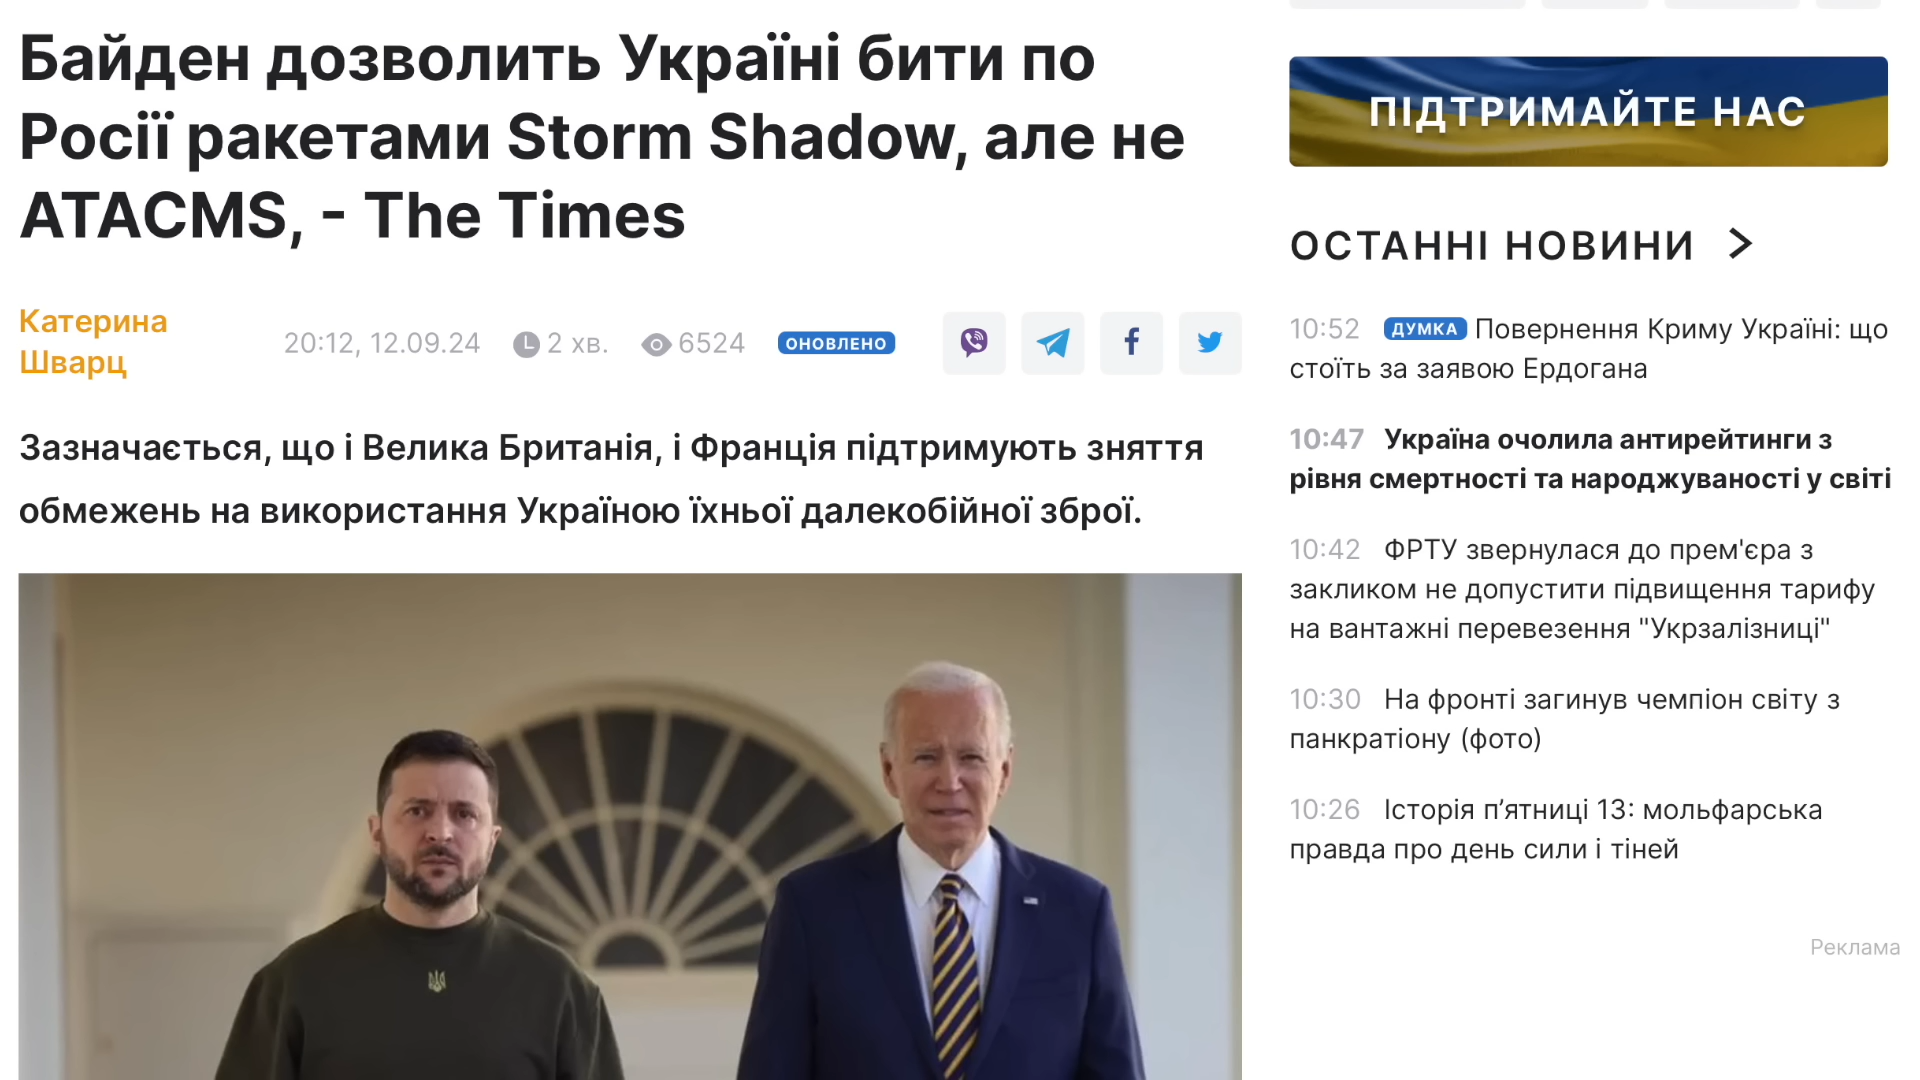 Байден дозволить Україні бити по
Росії ракетами Storm Shadow, але не
ATACMS, - The Times
Катерина
Шварц
20:12, 12.09.24
2 хв.
6524
ОНОВЛЕНО
Зазначається, що і Велика Британія, і Франція підтримують зняття
обмежень на використання Україною їхньої далекобійної зброї.
ПІДТРИМАЙТЕ НАС
ОСТАННІ НОВИНИ
10:52 ДУМКА Повернення Криму Україні: що
стоїть за заявою Ердогана
10:47 Україна очолила антирейтинги з
рівня смертності та народжуваності у світі
10:42 ФРТУ звернулася до прем'єра з
закликом не допустити підвищення тарифу
на вантажні перевезення "Укрзалізниці"
10:30 На фронті загинув чемпіон світу з
панкратіону (фото)
10:26 Історія п’ятниці 13: мольфарська
правда про день сили і тіней
Реклама